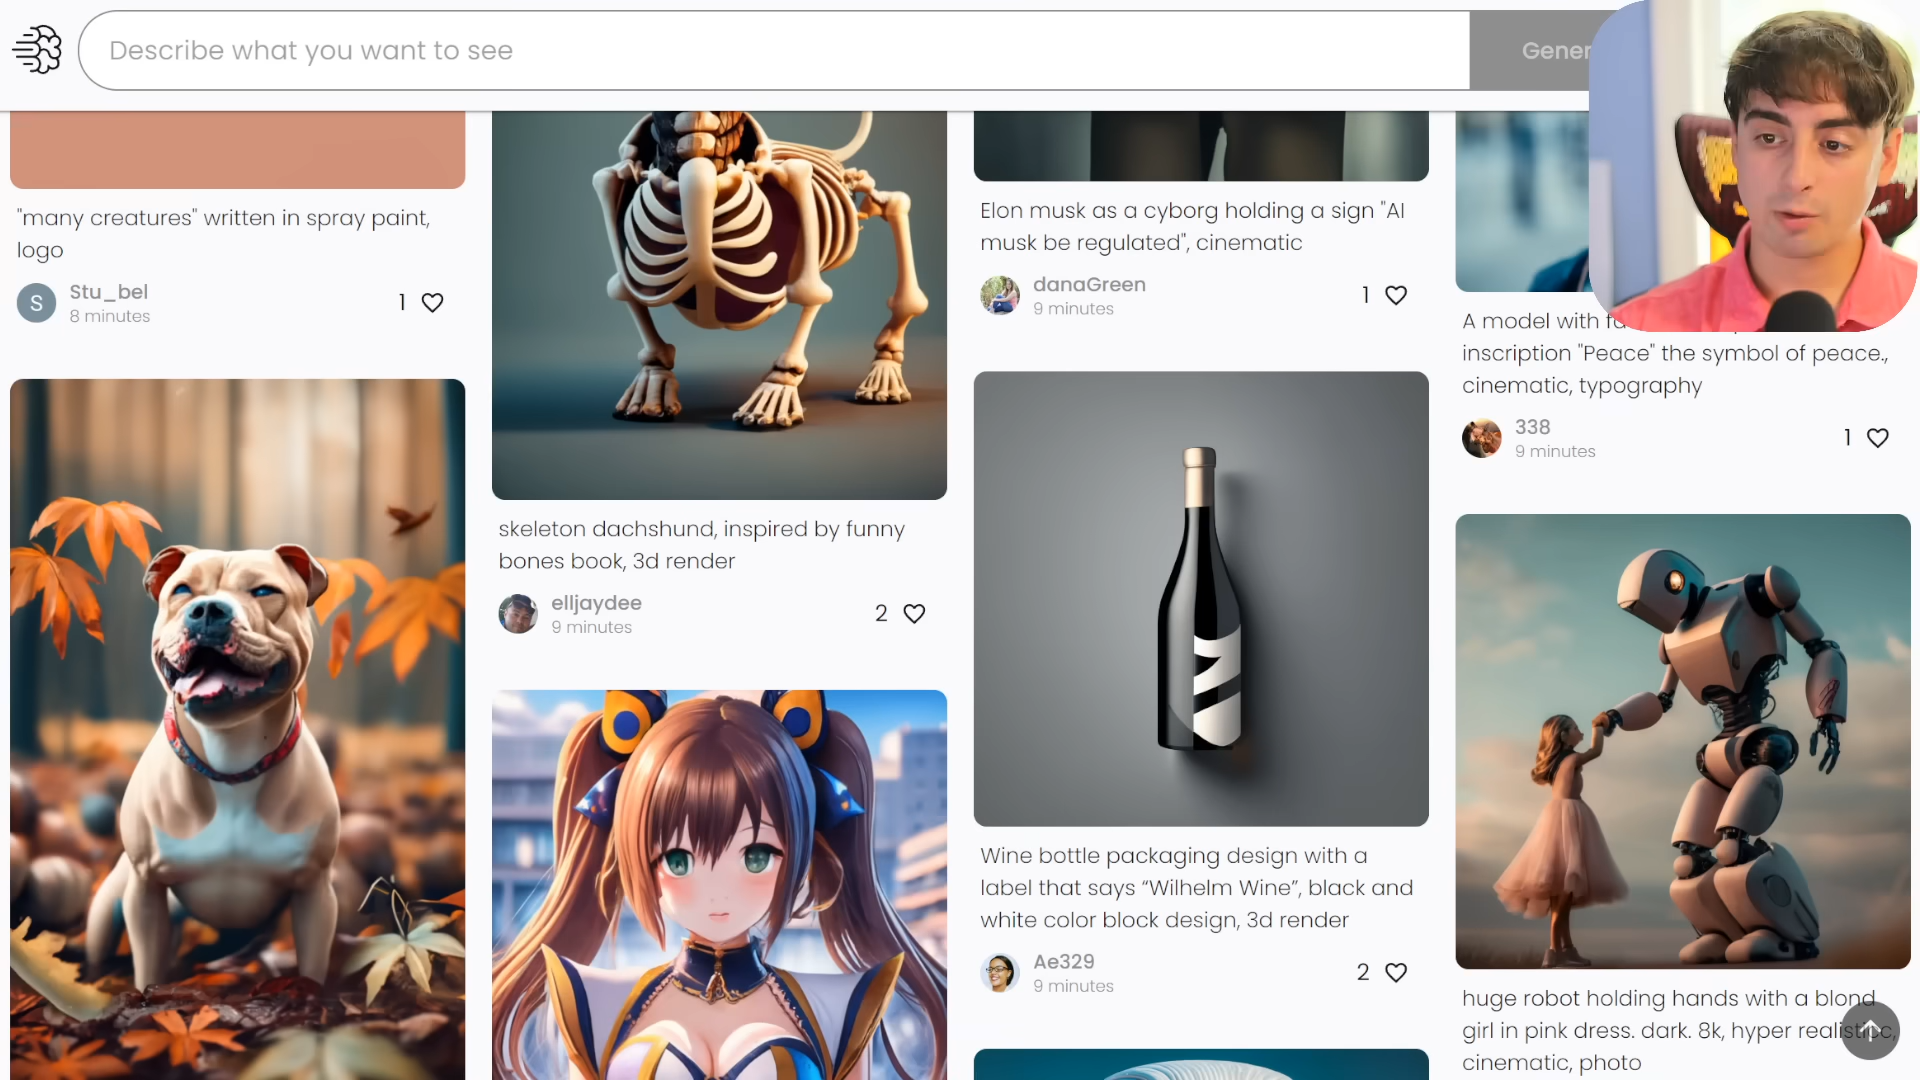 Describe what you want to see
Gener
"many creatures" written in spray paint,
logo
S
Stu_bel
8 minutes
1
skeleton dachshund, inspired by funny
bones book, 3d render
elljaydee
9 minutes
2
Elon musk as a cyborg holding a sign "AI
musk be regulated", cinematic
danaGreen
9 minutes
1
Wine bottle packaging design with a
label that says “Wilhelm Wine”, black and
white color block design, 3d render
Ae329
9 minutes
2
A model with
inscription "Peace" the symbol of peace.,
cinematic, typography
338
9 minutes
1
huge robot holding hands with a blond
girl in pink dress. dark. 8k, hyper realistic,
cinematic, photo